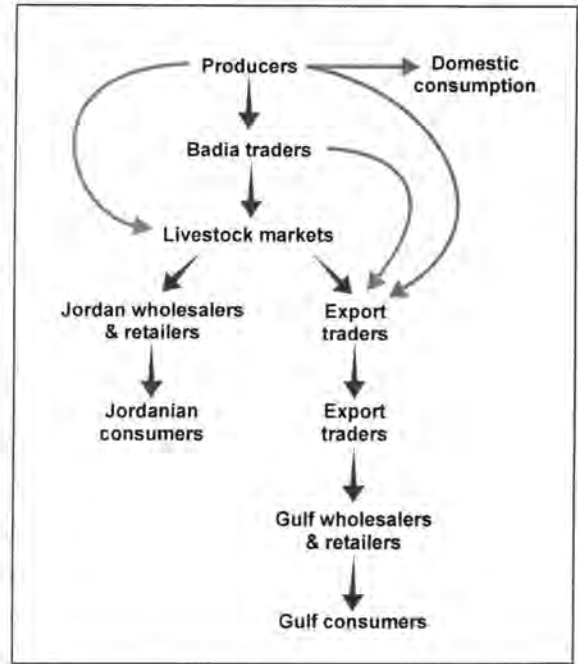 Producers
Domestic
consumption
Badia traders
Livestock markets
Jordan wholesalers
& retailers
Export
traders
Jordanian
consumers
Export
traders
Gulf wholesalers
& retailers
Gulf consumers